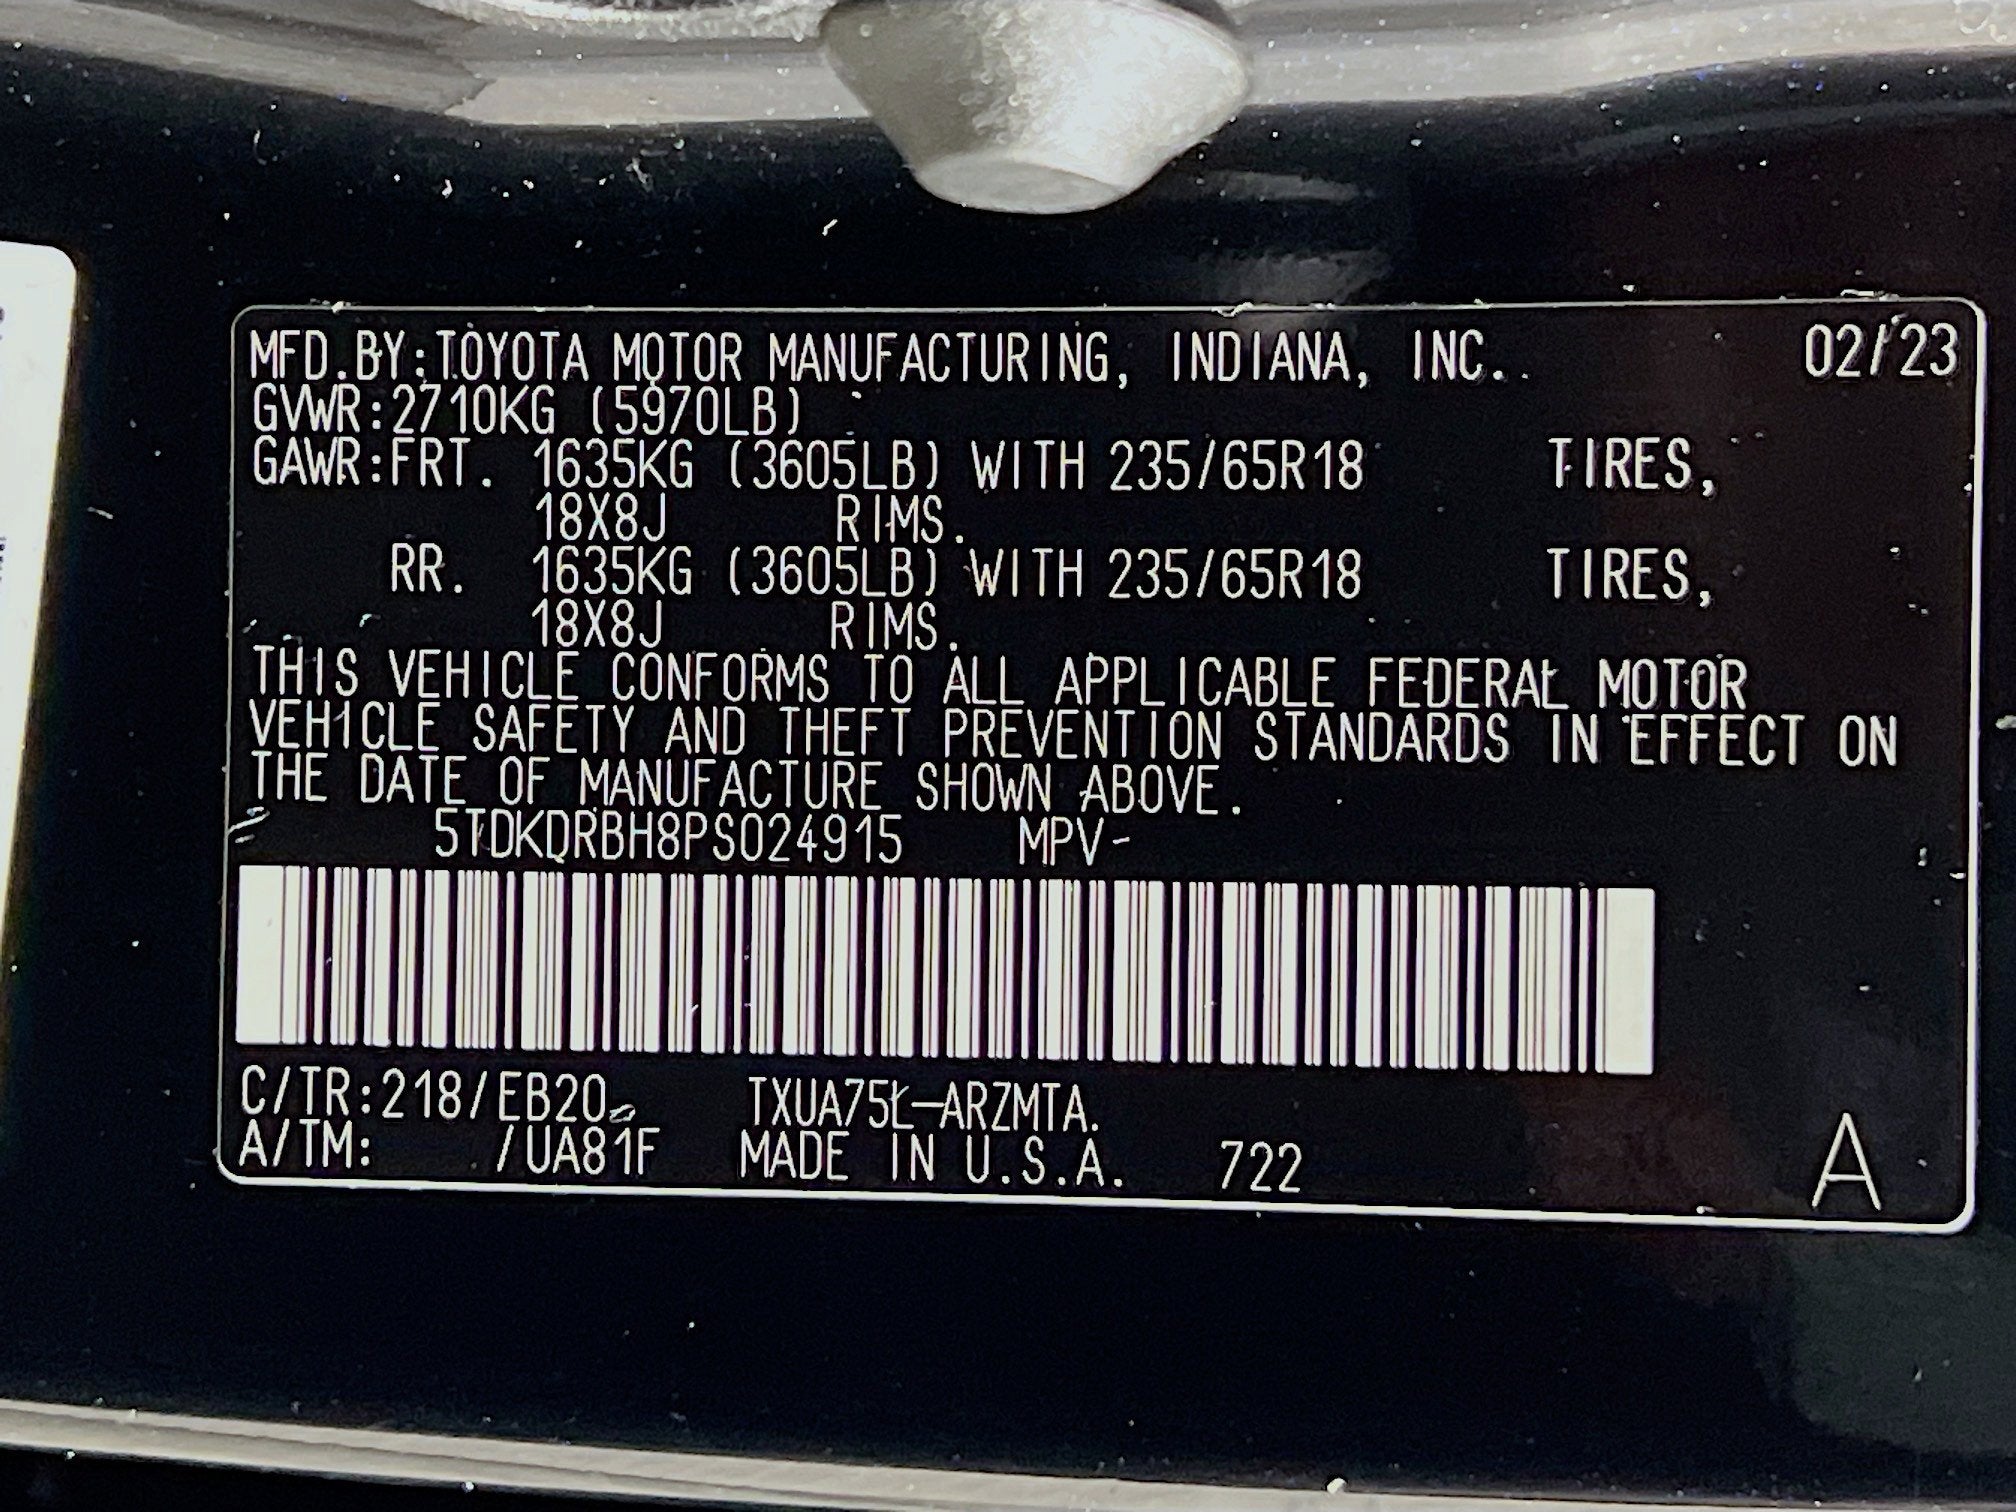 MFD.BY:TOYOTA MOTOR MANUFACTURING, INDIANA, INC. 02/23
GVWR:2710KG (5970LB)
GAWR:FRT. 1635KG (3605LB) WITH 235/65R18 TIRES,
18X8J RIMS.
RR. 1635KG (3605LB) WITH 235/65R18 TIRES,
18X8J RIMS.
THIS VEHICLE CONFORMS TO ALL APPLICABLE FEDERAL MOTOR
VEHICLE SAFETY AND THEFT PREVENTION STANDARDS IN EFFECT ON
THE DATE OF MANUFACTURE SHOWN ABOVE.
5TDKDRBH8PS024915 MPV
C/TR:218/EB20 TXUA75L-ARZMTA
A/TM: /UA81F MADE IN U.S.A. 722 A